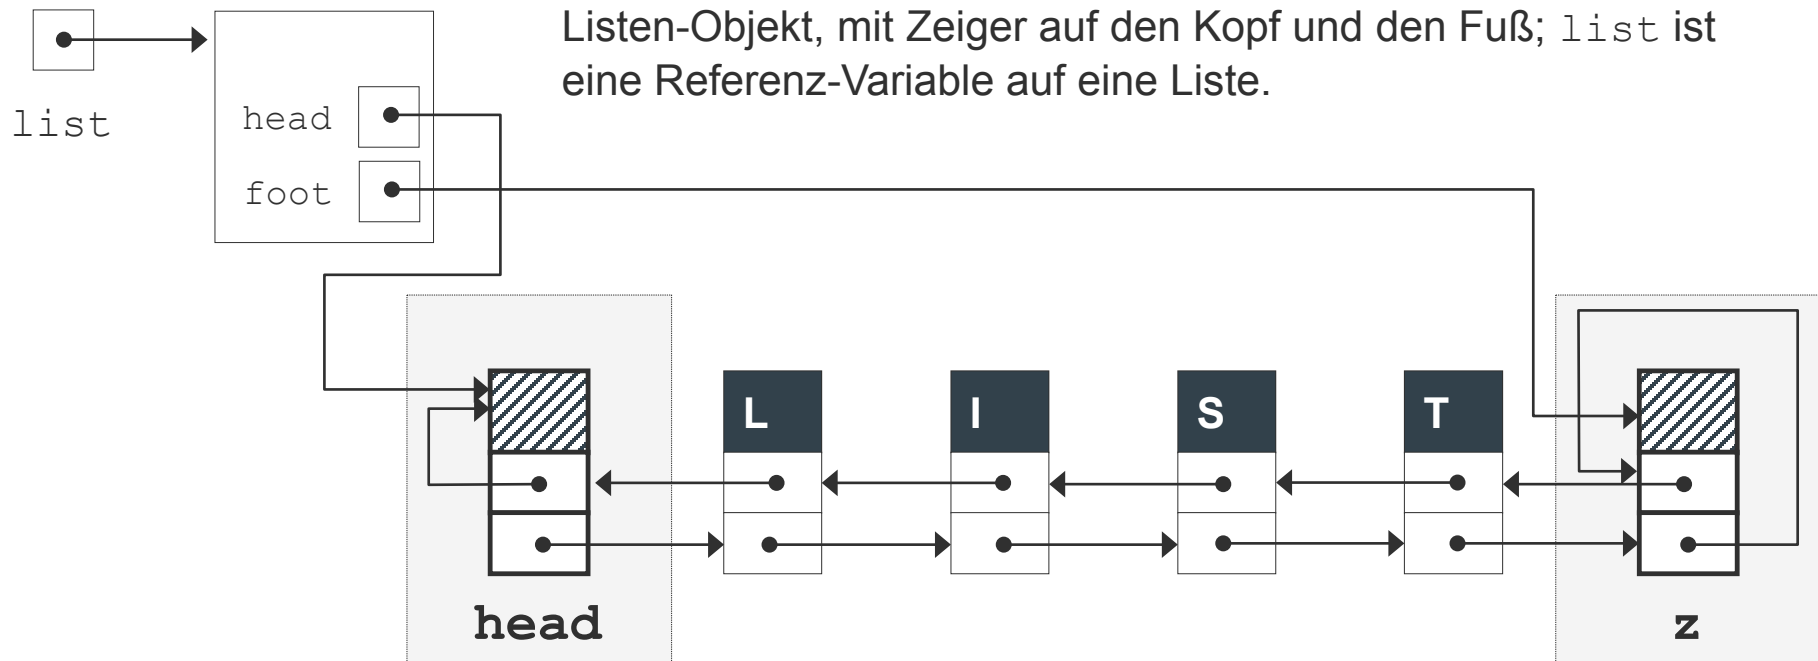 Listen-Objekt, mit Zeiger auf den Kopf und den Fuß; list ist
eine Referenz-Variable auf eine Liste.
list
head
foot
L I S T
head z